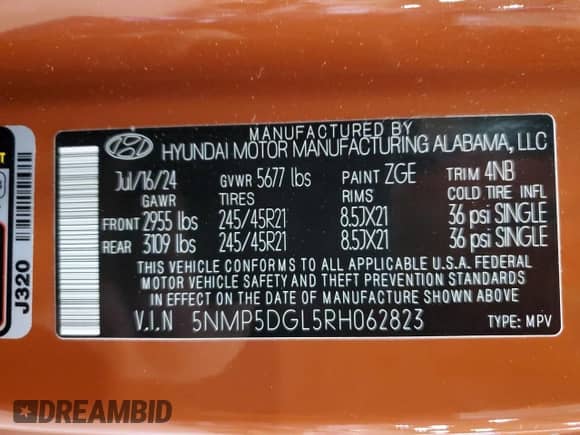 MANUFACTURED BY
HYUNDAI MOTOR MANUFACTURING ALABAMA, LLC
Jul/16/24 GVWR 5677 lbs PAINT ZGE TRIM 4NB
GAWR TIRES RIMS COLD TIRE INFL
FRONT 2955 lbs 245/45R21 8.5JX21 36 psi SINGLE
REAR 3109 lbs 245/45R21 8.5JX21 36 psi SINGLE
THIS VEHICLE CONFORMS TO ALL APPLICABLE U.S.A. FEDERAL
MOTOR VEHICLE SAFETY AND THEFT PREVENTION STANDARDS
IN EFFECT ON THE DATE OF MANUFACTURE SHOWN ABOVE
V.I.N 5NMP5DGL5RH062823 TYPE: MPV
J320
DREAMBID